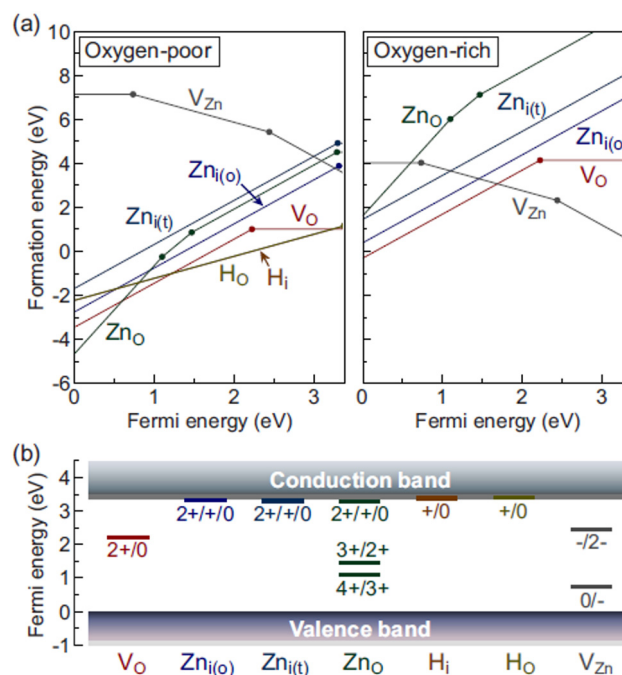 (a)
Oxygen-poor
Oxygen-rich
Formation energy (eV)
10
8
6
4
2
0
-2
-4
-6
V_Zn
Zn_i(o)
Zn_i(t)
V_O
H_O
H_i
Zn_O
0 1 2 3
Fermi energy (eV)
Zn_O
Zn_i(t)
Zn_i(o)
V_O
V_Zn
0 1 2 3
Fermi energy (eV)
(b)
Fermi energy (eV)
4
3
2
1
0
-1
Conduction band
2+/0
2+/+/0
2+/+/0
2+/+/0
3+/2+
4+/3+
+/0
+/0
-/2-
0/-
Valence band
V_O Zn_i(o) Zn_i(t) Zn_O H_i H_O V_Zn